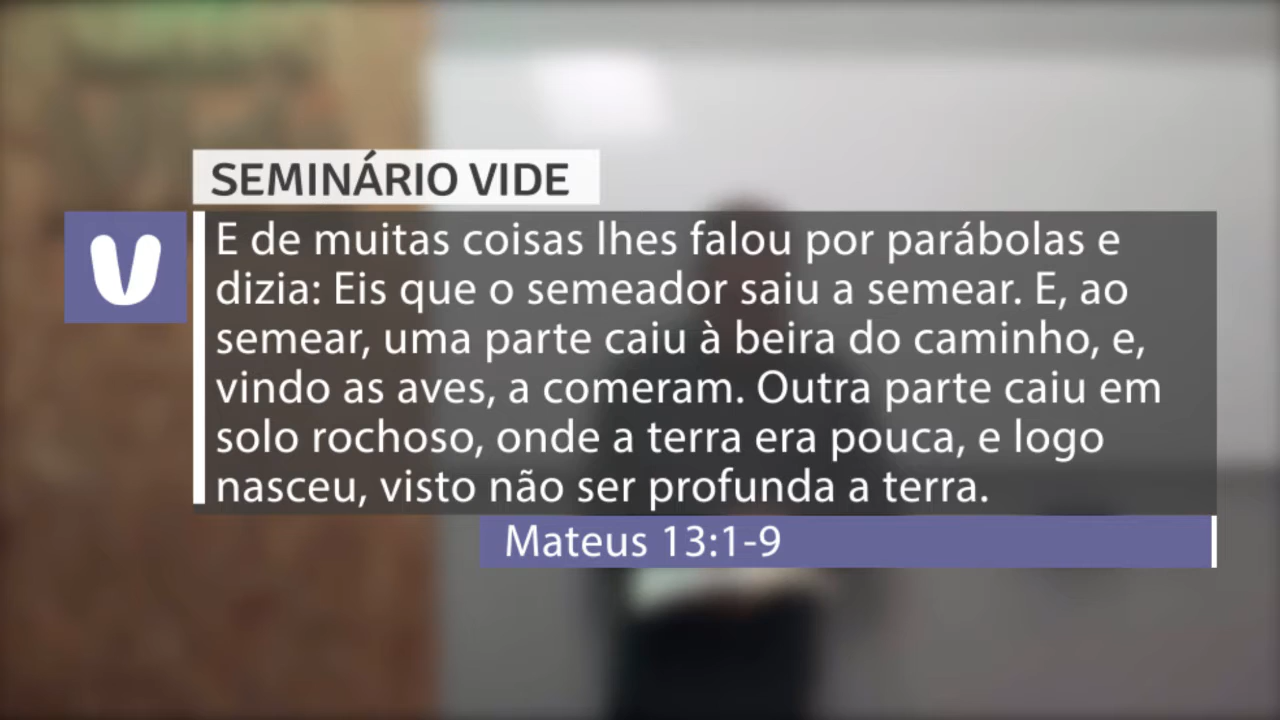 SEMINÁRIO VIDE
V
E de muitas coisas lhes falou por parábolas e
dizia: Eis que o semeador saiu a semear. E, ao
semear, uma parte caiu à beira do caminho, e,
vindo as aves, a comeram. Outra parte caiu em
solo rochoso, onde a terra era pouca, e logo
nasceu, visto não ser profunda a terra.
Mateus 13:1-9